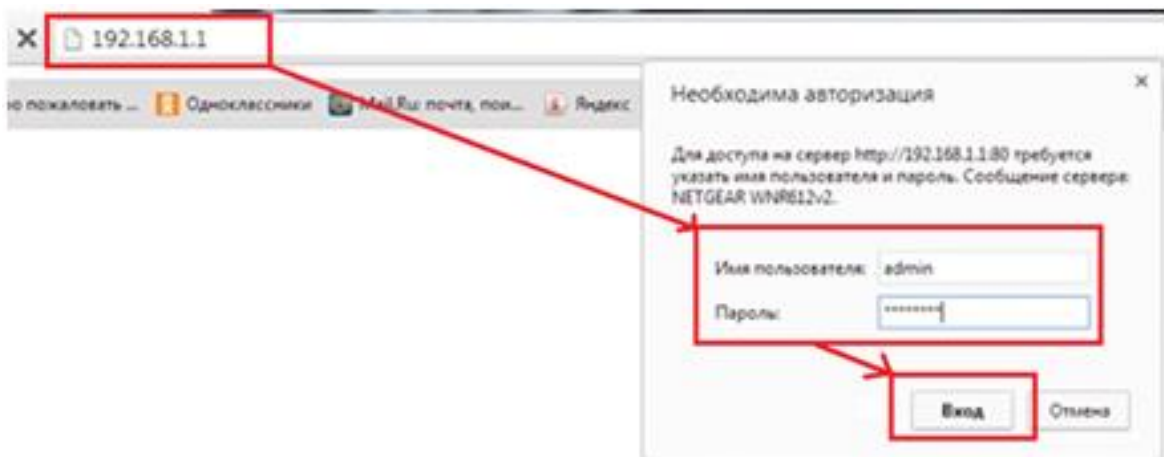 192.168.1.1
о пожаловать ... Одноклассники Mail.Ru: почта, пои... Яндекс
Необходима авторизация
Для доступа на сервер http://192.168.1.1:80 требуется
указать имя пользователя и пароль. Сообщение сервера:
NETGEAR WNR612v2.
Имя пользователя: admin
Пароль: ********
Вход Отмена